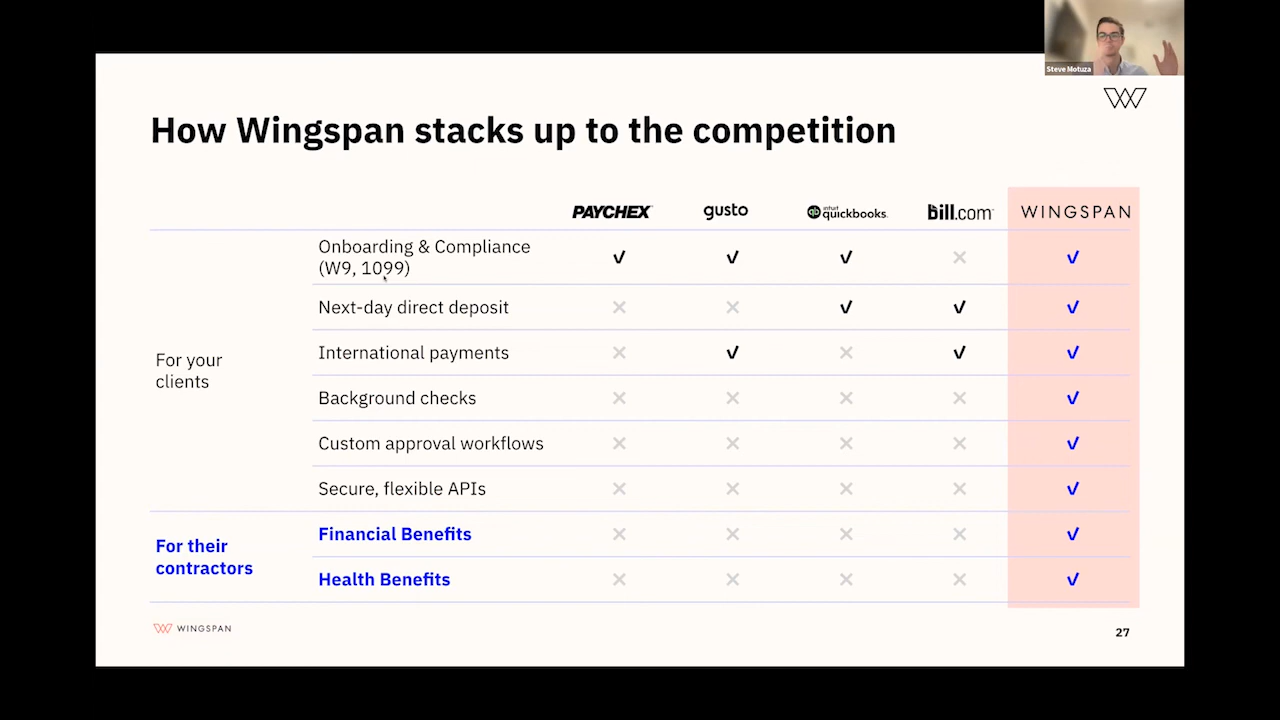 Steve Motuza
How Wingspan stacks up to the competition
PAYCHEX gusto intuit quickbooks. bill.com WINGSPAN
Onboarding & Compliance
(W9, 1099)
Next-day direct deposit
International payments
For your
clients
Background checks
Custom approval workflows
Secure, flexible APIs
For their
contractors
Financial Benefits
Health Benefits
WINGSPAN
27